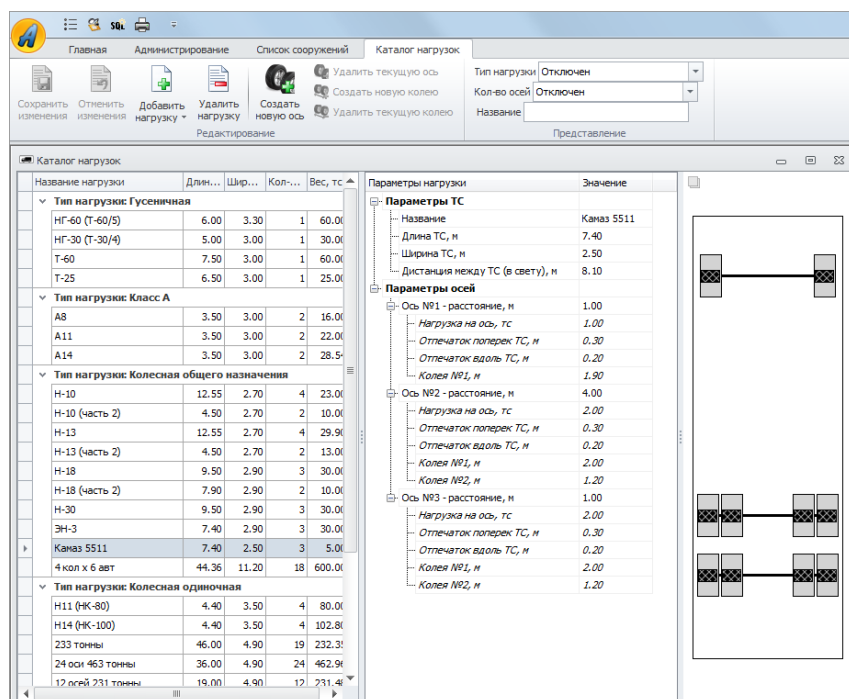 SQL
Главная Администрирование Список сооружений Каталог нагрузок
Сохранить изменения
Отменить изменения
Добавить нагрузку
Удалить нагрузку
Создать новую ось
Удалить текущую ось
Создать новую колею
Удалить текущую колею
Редактирование
Тип нагрузки Отключен
Кол-во осей Отключен
Название
Представление
Каталог нагрузок
Название нагрузки Длин... Шир... Кол-... Вес, тс
Тип нагрузки: Гусеничная
НГ-60 (Т-60/5) 6.00 3.30 1 60.00
НГ-30 (Т-30/4) 5.00 3.00 1 30.00
Т-60 7.50 3.00 1 60.00
Т-25 6.50 3.00 1 25.00
Тип нагрузки: Класс А
А8 3.50 3.00 2 16.00
А11 3.50 3.00 2 22.00
А14 3.50 3.00 2 28.54
Тип нагрузки: Колесная общего назначения
Н-10 12.55 2.70 4 23.00
Н-10 (часть 2) 4.50 2.70 2 10.00
Н-13 12.55 2.70 4 29.90
Н-13 (часть 2) 4.50 2.70 2 13.00
Н-18 9.50 2.90 3 30.00
Н-18 (часть 2) 7.90 2.90 2 10.00
Н-30 9.50 2.90 3 30.00
ЭН-3 7.40 2.90 3 30.00
Камаз 5511 7.40 2.50 3 5.00
4 кол x 6 авт 44.36 11.20 18 600.00
Тип нагрузки: Колесная одиночная
Н11 (НК-80) 4.40 3.50 4 80.00
Н14 (НК-100) 4.40 3.50 4 102.80
233 тонны 46.00 4.90 19 232.35
24 оси 463 тонны 36.00 4.90 24 462.96
12 осей 231 тонны 19.00 4.90 12 231.48
Параметры нагрузки Значение
Параметры ТС
Название Камаз 5511
Длина ТС, м 7.40
Ширина ТС, м 2.50
Дистанция между ТС (в свету), м 8.10
Параметры осей
Ось №1 - расстояние, м 1.00
Нагрузка на ось, тс 1.00
Отпечаток поперек ТС, м 0.30
Отпечаток вдоль ТС, м 0.20
Колея №1, м 1.90
Ось №2 - расстояние, м 4.00
Нагрузка на ось, тс 2.00
Отпечаток поперек ТС, м 0.30
Отпечаток вдоль ТС, м 0.20
Колея №1, м 2.00
Колея №2, м 1.20
Ось №3 - расстояние, м 1.00
Нагрузка на ось, тс 2.00
Отпечаток поперек ТС, м 0.30
Отпечаток вдоль ТС, м 0.20
Колея №1, м 2.00
Колея №2, м 1.20